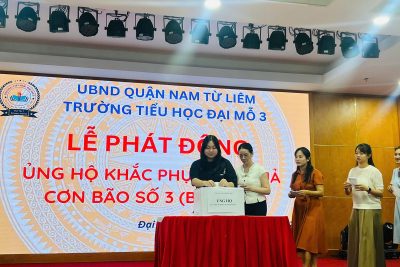 UBND QUẬN NAM TỪ LIÊM
TRƯỜNG TIỂU HỌC ĐẠI MỖ 3
LỄ PHÁT ĐỘNG
ỦNG HỘ KHẮC PHỤ
CƠN BÃO SỐ 3 (B
Đại
ỦNG HỘ